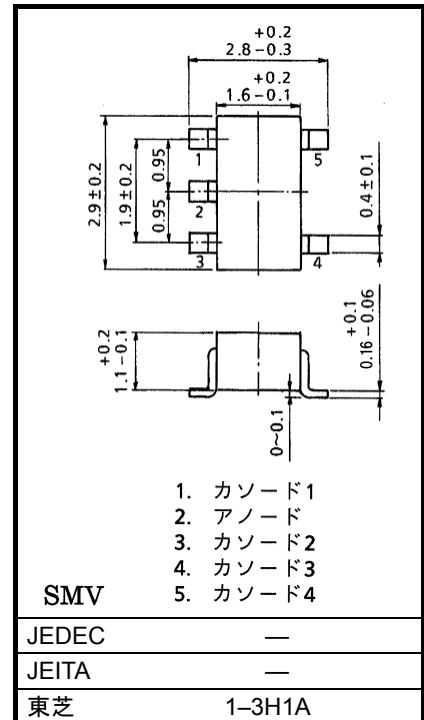 +0.2
2.8−0.3
+0.2
1.6−0.1
2.9±0.2
1.9±0.2
0.95
0.95
1
2
3
5
4
0.4±0.1
+0.2
1.1−0.1
+0.1
0.16−0.06
0~0.1
1. カソード1
2. アノード
3. カソード2
4. カソード3
5. カソード4
SMV
JEDEC —
JEITA —
東芝 1–3H1A